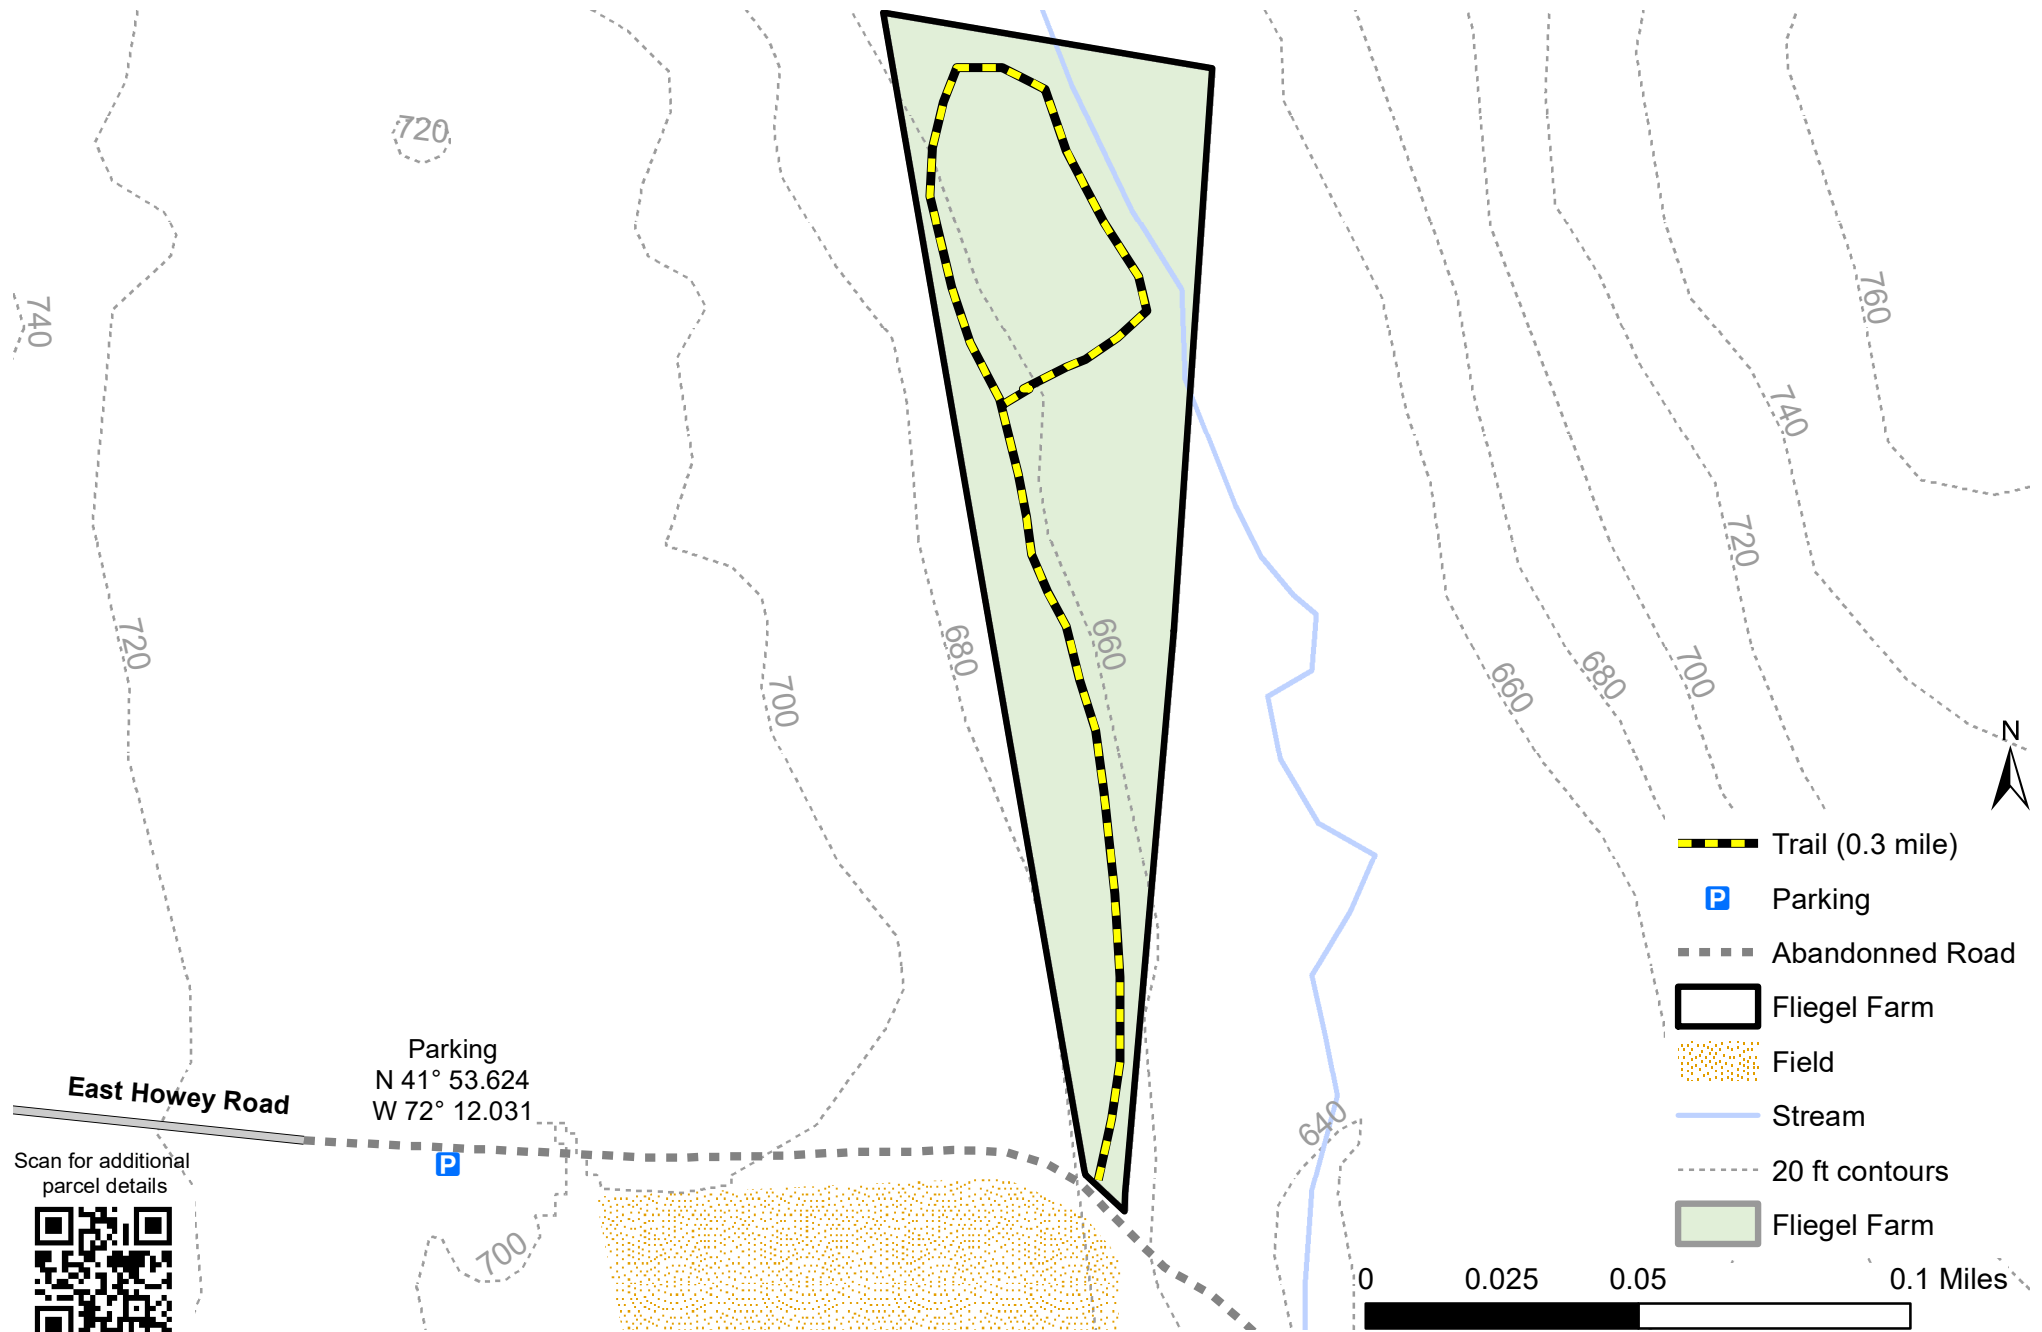 720
740
760
740
720
720
680
660
660
680
700
700
N
Trail (0.3 mile)
P
Parking
Abandonned Road
Fliegel Farm
Field
Stream
20 ft contours
Fliegel Farm
Parking
N 41° 53.624
W 72° 12.031
East Howey Road
P
640
Scan for additional
parcel details
700
0 0.025 0.05 0.1 Miles